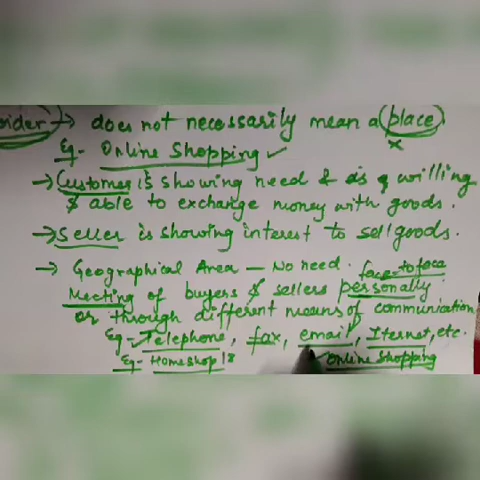 wider → does not necessarily mean a (place)
Eg- Online Shopping ✓ x
→ Customer is showing need & is willing
& able to exchange money with goods.
→ Seller is showing interest to sell goods.
→ Geographical Area – No need. face-to-face
Meeting of buyers & sellers personally
or through different means of communication
Eg- Telephone, fax, email, Iternet, etc.
Eg- Homeshop 18 Online Shopping